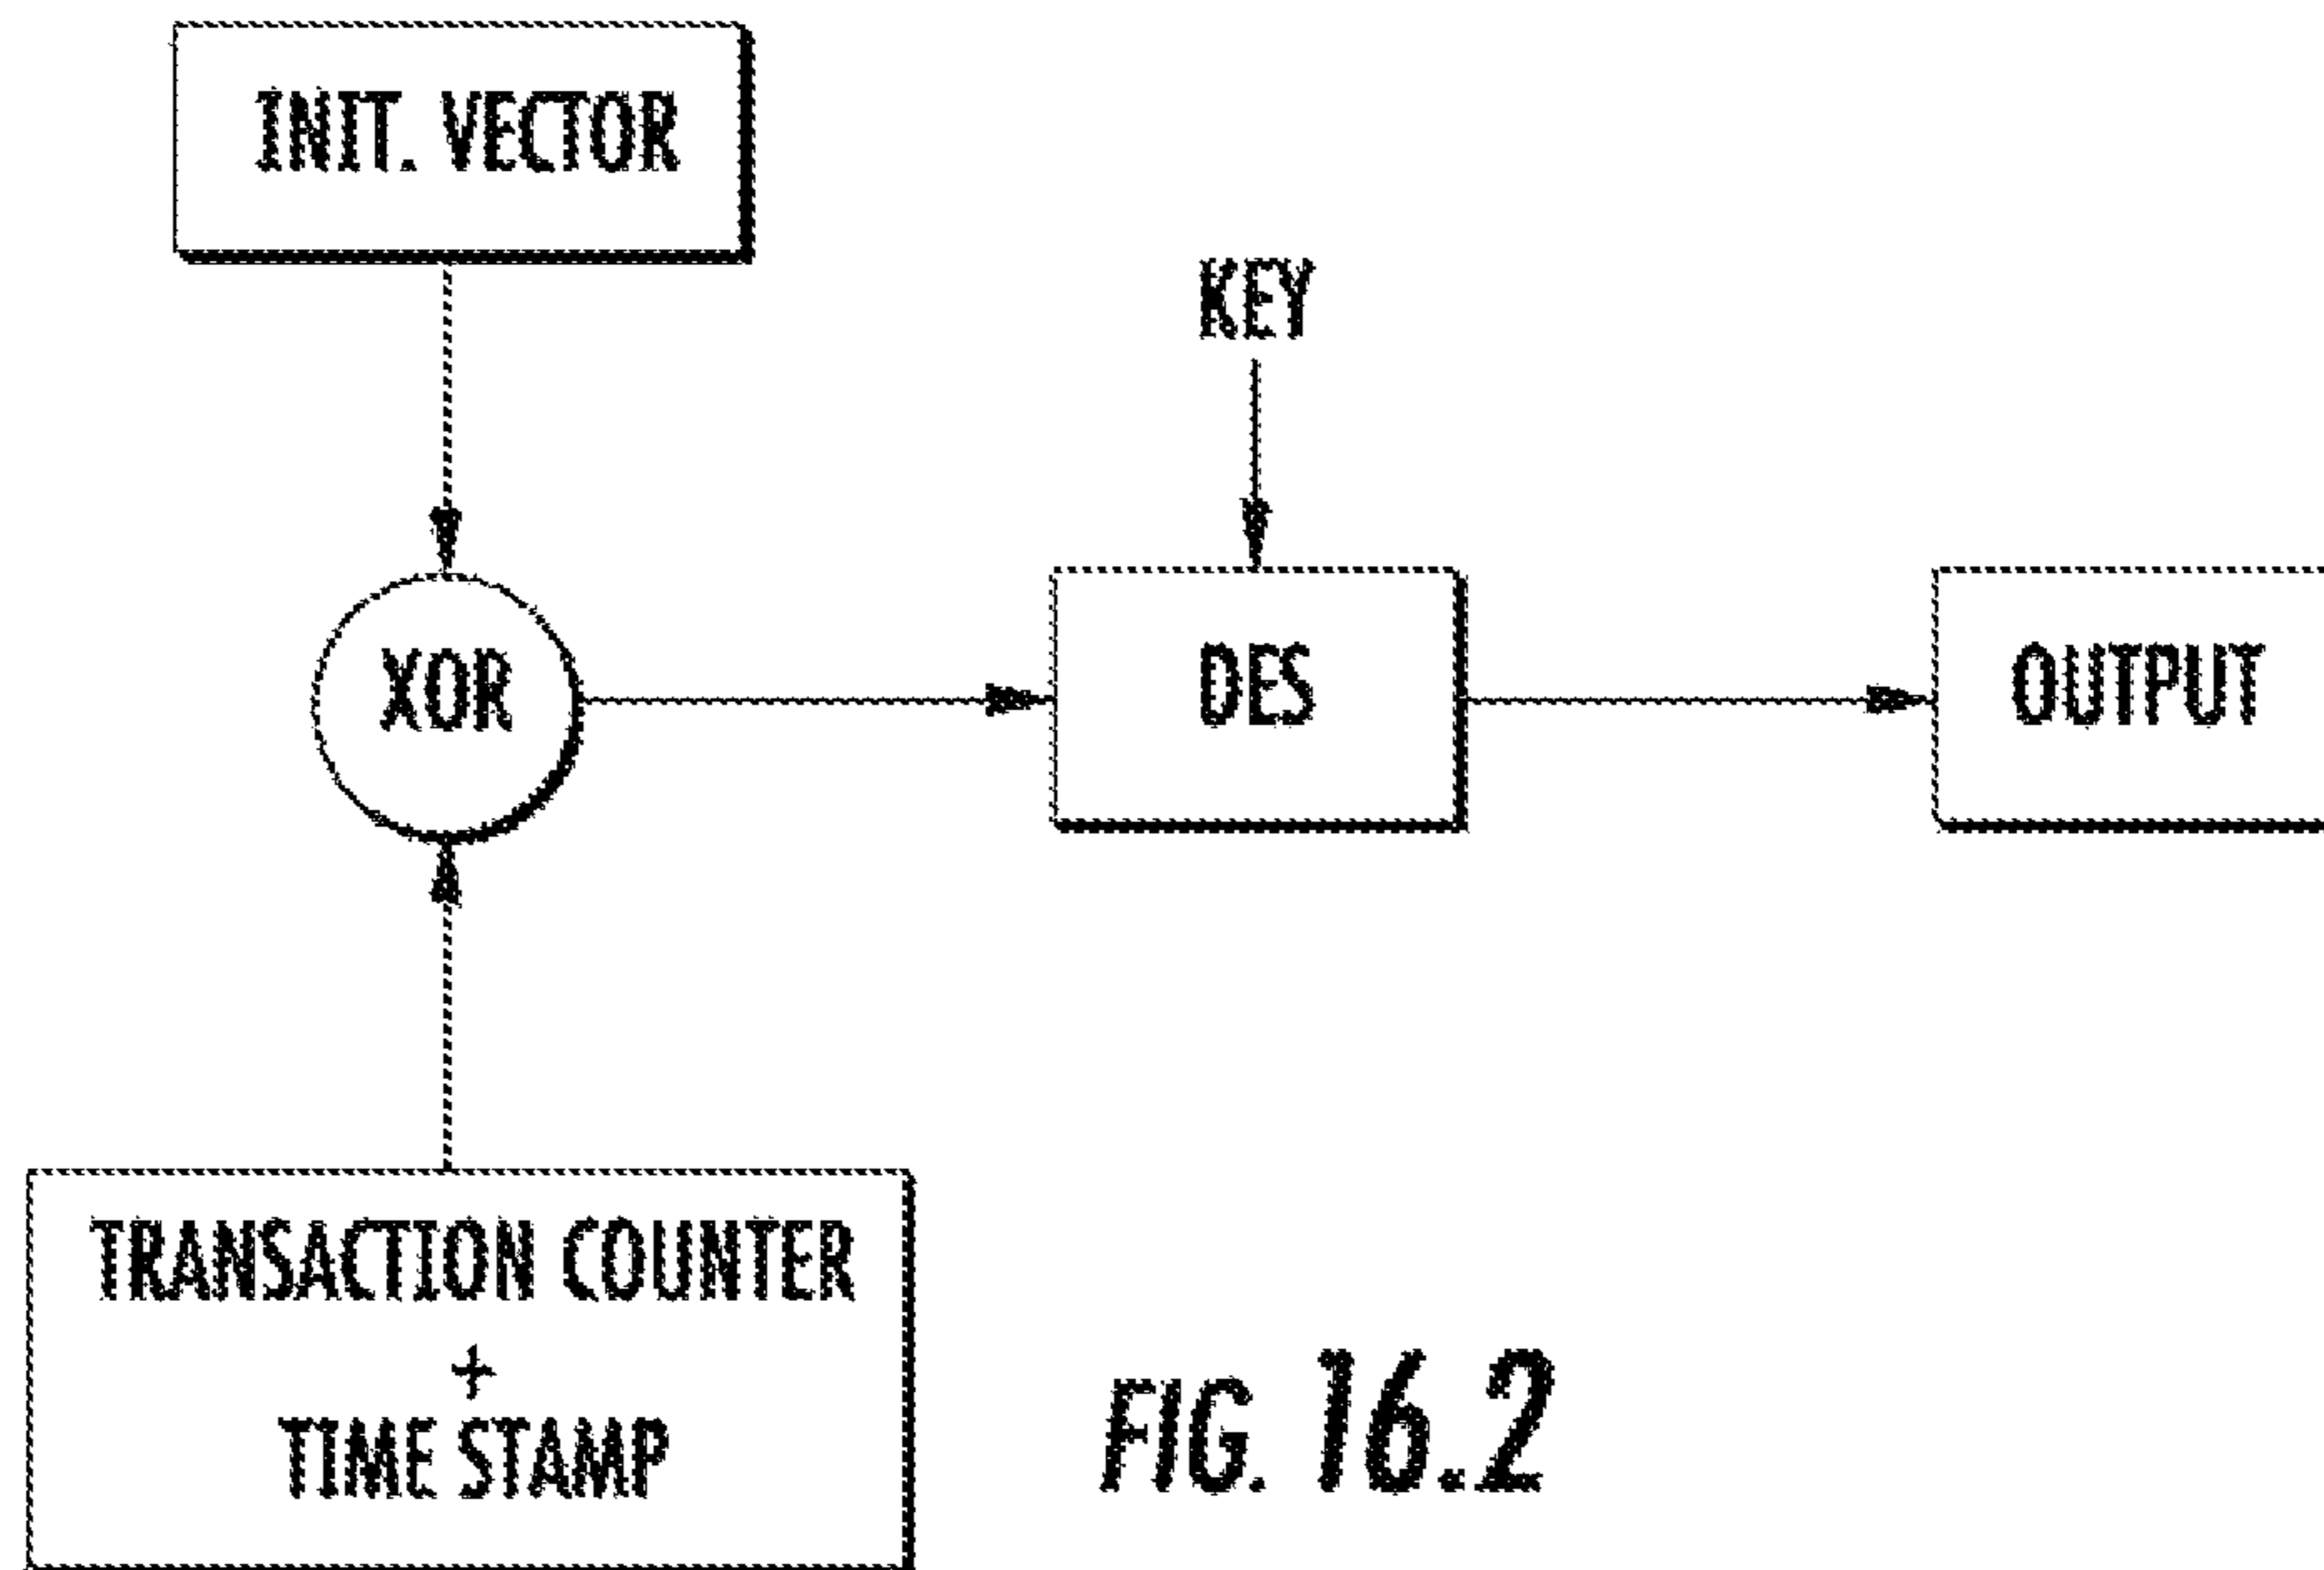 INIT. VECTOR
KEY
XOR
DES
OUTPUT
TRANSACTION COUNTER
+
TIME STAMP
FIG. 16.2